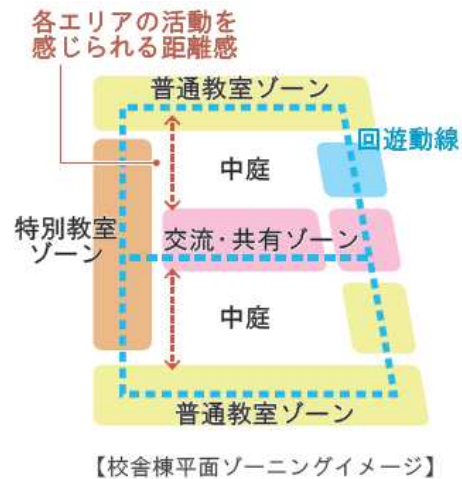 各エリアの活動を
感じられる距離感
普通教室ゾーン
回遊動線
中庭
特別教室
ゾーン
交流・共有ゾーン
中庭
普通教室ゾーン
【校舎棟平面ゾーニングイメージ】